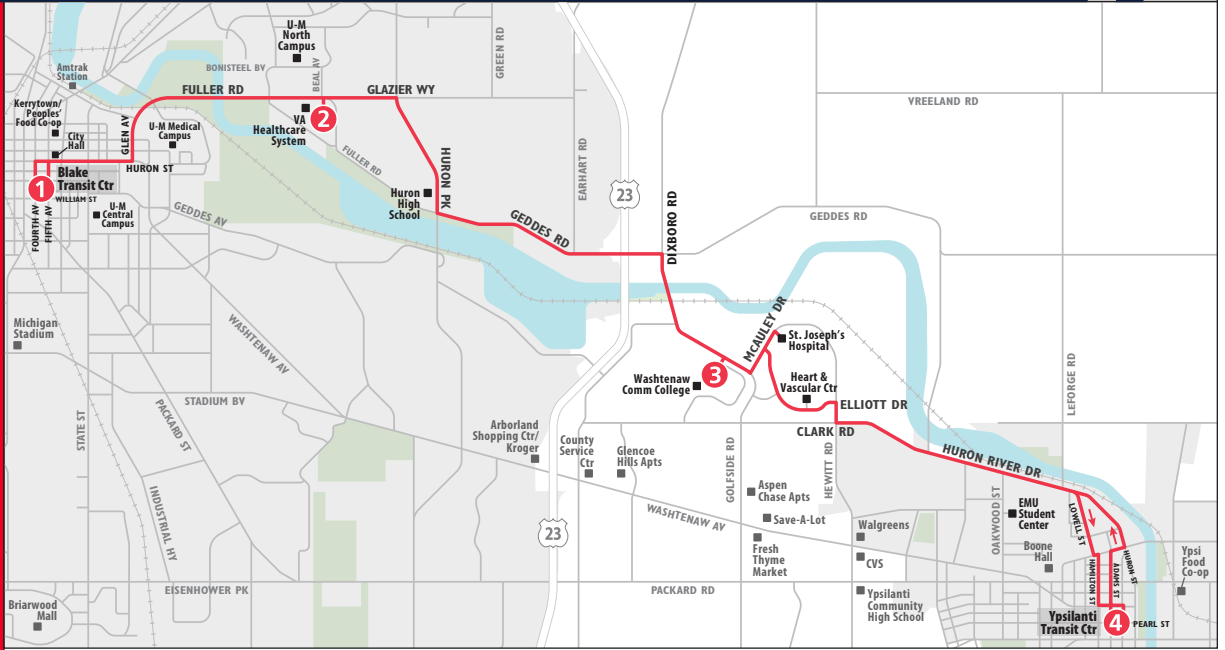 U-M
North
Campus
GREEN RD
Amtrak
Station
BONISTEEL BV
BEAL AV
FULLER RD
GLAZIER WY
VREELAND RD
Kerrytown/
Peoples'
Food Co-op
City
Hall
GLEN AV
U-M Medical
Campus
VA
Healthcare
System
2
FULLER RD
HURON PK
EARHART RD
HURON ST
Blake
Transit Ctr
1
WILLIAM ST
FOURTH AV
FIFTH AV
U-M
Central
Campus
GEDDES AV
Huron
High
School
23
DIXBORO RD
GEDDES RD
GEDDES RD
Michigan
Stadium
WASHTENAW AV
MCAULEY DR
St. Joseph's
Hospital
3
Washtenaw
Comm College
Heart &
Vascular Ctr
ELLIOTT DR
CLARK RD
LEFORGE RD
STADIUM BV
STATE ST
PACKARD ST
Arborland
Shopping Ctr/
Kroger
County
Service
Ctr
Glencoe
Hills Apts
GOLFSIDE RD
HEWITT RD
HURON RIVER DR
INDUSTRIAL HY
WASHTENAW AV
Aspen
Chase Apts
Save-A-Lot
Fresh
Thyme
Market
Walgreens
CVS
OAKWOOD ST
EMU
Student
Center
Boone
Hall
LOWELL ST
HURON ST
HAMILTON ST
ADAMS ST
Ypsi
Food
Co-op
23
EISENHOWER PK
PACKARD RD
Ypsilanti
Community
High School
Briarwood
Mall
Ypsilanti
Transit Ctr
4
PEARL ST